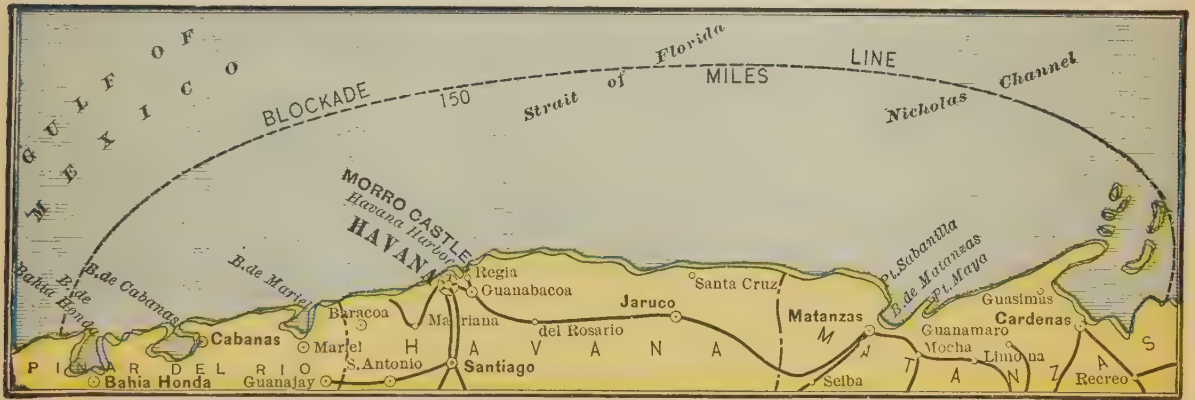 GULF OF
MEXICO
BLOCKADE 150 MILES LINE
Strait of Florida
Nicholas Channel
MORRO CASTLE
Havana Harbor
HAVANA
B. de
Bahia Honda
B. de Cabanas
B. de Mariel
Regia
Guanabacoa
Baracoa
Marriana
Santa Cruz
Jaruco
del Rosario
Pt. Sabanilla
B. de Matanzas
Pt. Maya
Guasimas
Matanzas
Guanamaro
Cardenas
Cabanas
Mariel
HAVANA
MATANZAS
Mocha
Limona
PINAR DEL RIO
S. Antonio
Santiago
Bahia Honda
Guanajay
Seiba
Recreo